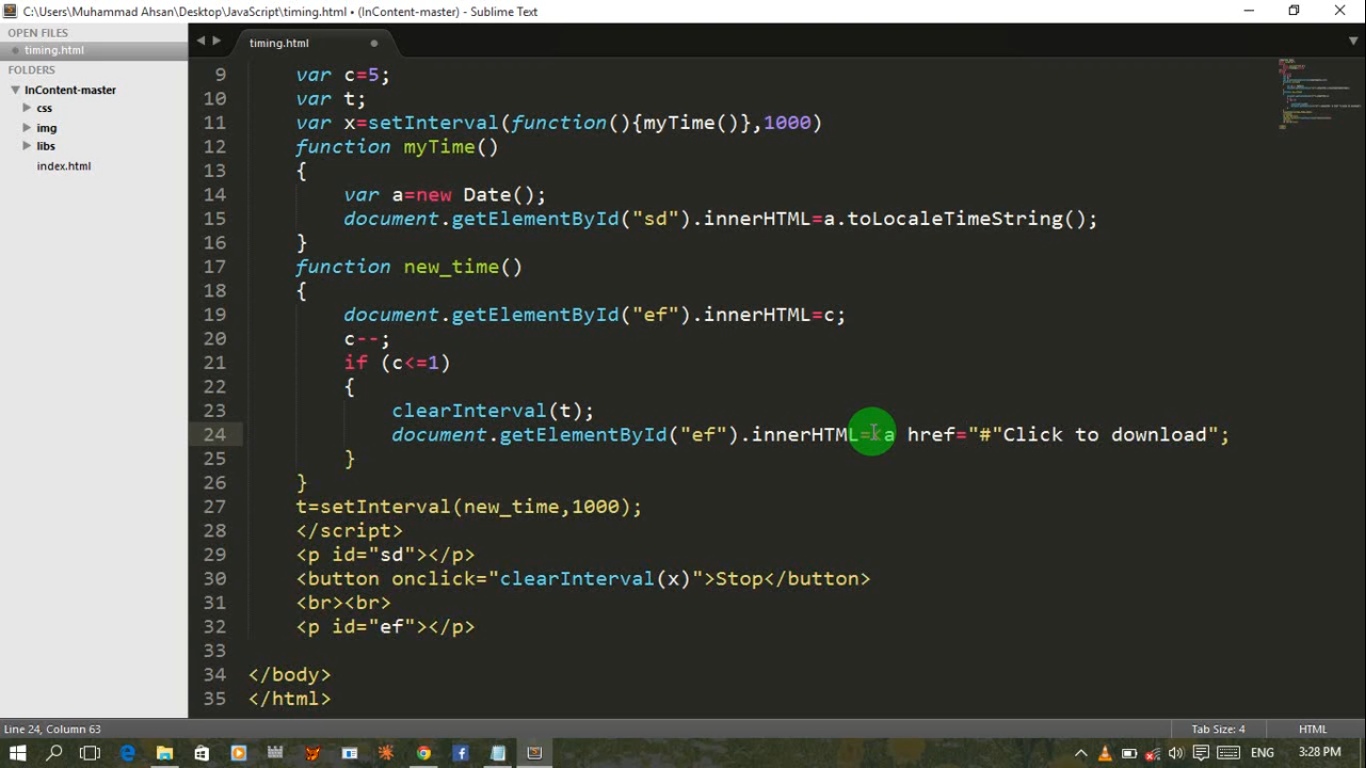 C:\Users\Muhammad Ahsan\Desktop\JavaScript\timing.html • (InContent-master) - Sublime Text
OPEN FILES
timing.html
FOLDERS
InContent-master
css
img
libs
index.html
timing.html
9 var c=5;
10 var t;
11 var x=setInterval(function(){myTime()},1000)
12 function myTime()
13 {
14 var a=new Date();
15 document.getElementById("sd").innerHTML=a.toLocaleTimeString();
16 }
17 function new_time()
18 {
19 document.getElementById("ef").innerHTML=c;
20 c--;
21 if (c<=1)
22 {
23 clearInterval(t);
24 document.getElementById("ef").innerHTML=<a href="#"Click to download";
25 }
26 }
27 t=setInterval(new_time,1000);
28 </script>
29 <p id="sd"></p>
30 <button onclick="clearInterval(x)">Stop</button>
31 <br><br>
32 <p id="ef"></p>
33
34 </body>
35 </html>
Line 24, Column 63
Tab Size: 4
HTML
ENG
3:28 PM